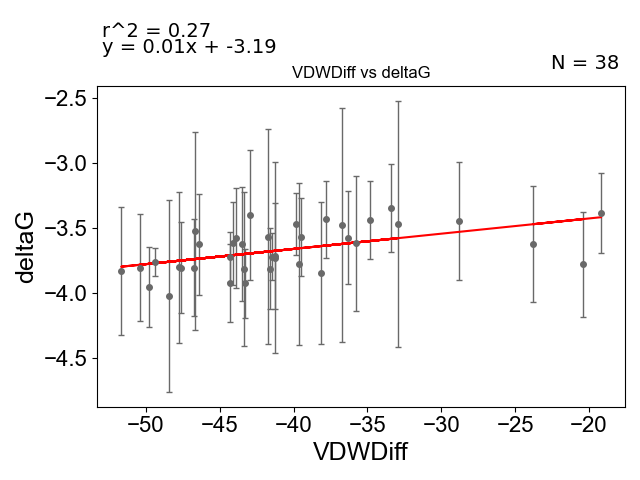 r^2 = 0.27
y = 0.01x + -3.19
N = 38
VDWDiff vs deltaG
−2.5
−3.0
−3.5
−4.0
−4.5
deltaG
−50 −45 −40 −35 −30 −25 −20
VDWDiff